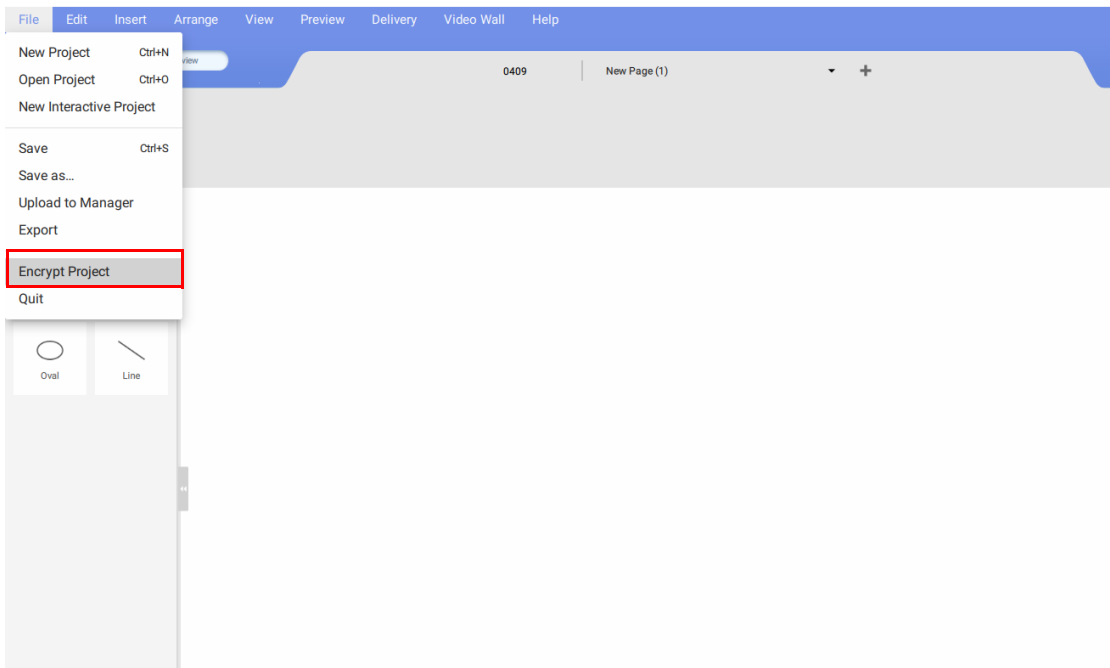 File Edit Insert Arrange View Preview Delivery Video Wall Help
New Project Ctrl+N
view
Open Project Ctrl+O
0409 New Page (1)
New Interactive Project
Save Ctrl+S
Save as...
Upload to Manager
Export
Encrypt Project
Quit
Oval Line